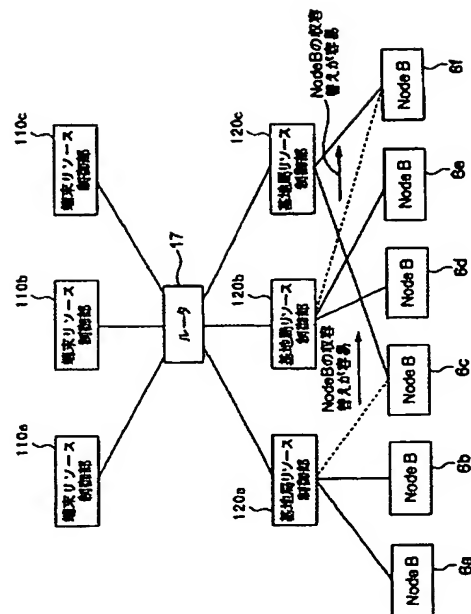 110a
端末リソース
制御部
110b
端末リソース
制御部
110c
端末リソース
制御部
17
ルータ
120a
基地局リソース
制御部
120b
基地局リソース
制御部
120c
基地局リソース
制御部
NodeBの収容
替えが容易
NodeBの収容
替えが容易
Node B
6a
Node B
6b
Node B
6c
Node B
6d
Node B
6e
Node B
6f